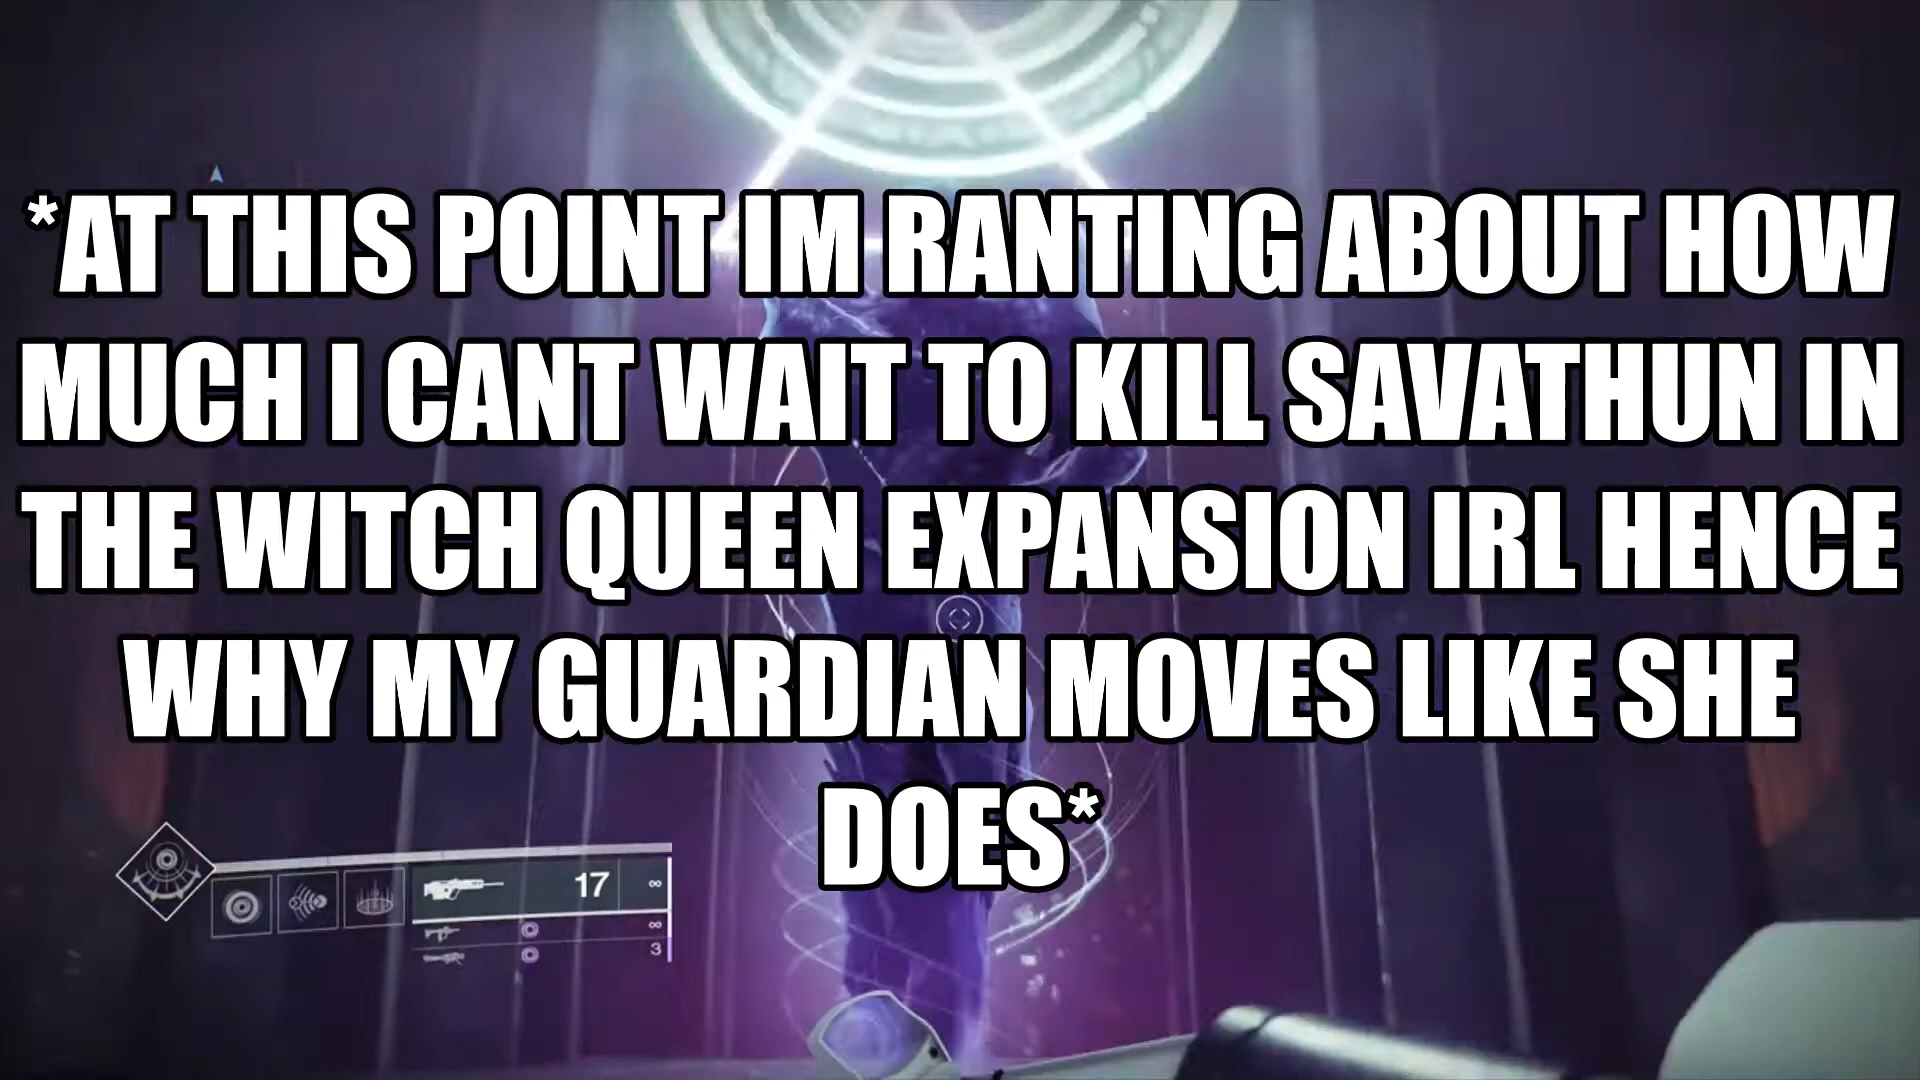 *AT THIS POINT IM RANTING ABOUT HOW
MUCH I CANT WAIT TO KILL SAVATHUN IN
THE WITCH QUEEN EXPANSION IRL HENCE
WHY MY GUARDIAN MOVES LIKE SHE
DOES*
17 ∞
∞
3